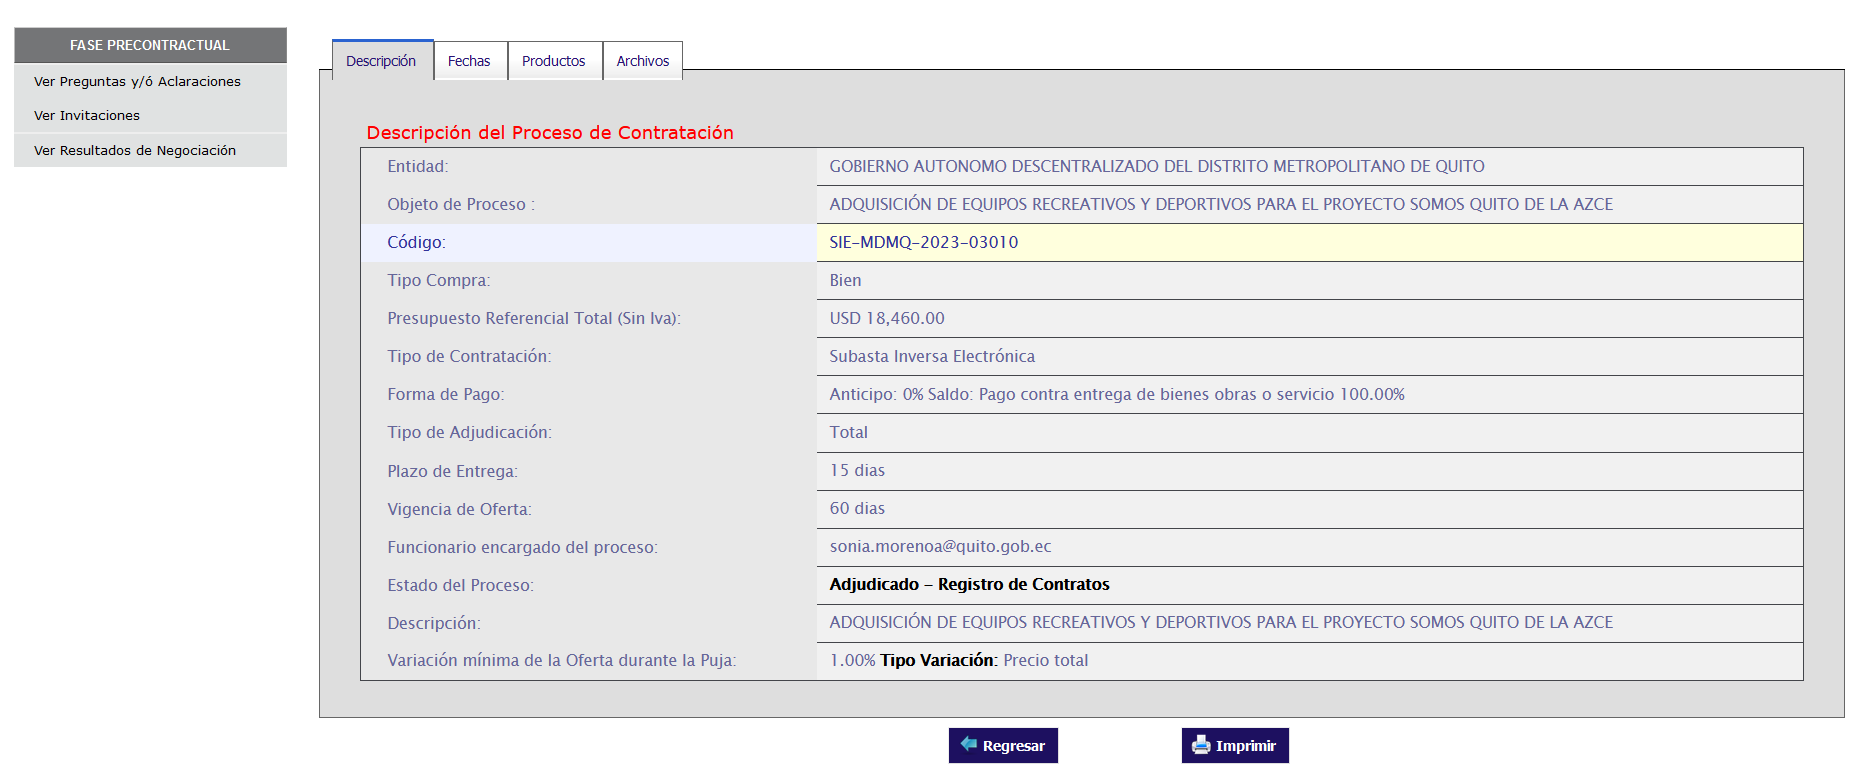 FASE PRECONTRACTUAL
Ver Preguntas y/ó Aclaraciones
Ver Invitaciones
Ver Resultados de Negociación
Descripción Fechas Productos Archivos
Descripción del Proceso de Contratación
Entidad: GOBIERNO AUTONOMO DESCENTRALIZADO DEL DISTRITO METROPOLITANO DE QUITO
Objeto de Proceso : ADQUISICIÓN DE EQUIPOS RECREATIVOS Y DEPORTIVOS PARA EL PROYECTO SOMOS QUITO DE LA AZCE
Código: SIE-MDMQ-2023-03010
Tipo Compra: Bien
Presupuesto Referencial Total (Sin Iva): USD 18,460.00
Tipo de Contratación: Subasta Inversa Electrónica
Forma de Pago: Anticipo: 0% Saldo: Pago contra entrega de bienes obras o servicio 100.00%
Tipo de Adjudicación: Total
Plazo de Entrega: 15 dias
Vigencia de Oferta: 60 dias
Funcionario encargado del proceso: sonia.morenoa@quito.gob.ec
Estado del Proceso: Adjudicado - Registro de Contratos
Descripción: ADQUISICIÓN DE EQUIPOS RECREATIVOS Y DEPORTIVOS PARA EL PROYECTO SOMOS QUITO DE LA AZCE
Variación mínima de la Oferta durante la Puja: 1.00% Tipo Variación: Precio total
Regresar Imprimir